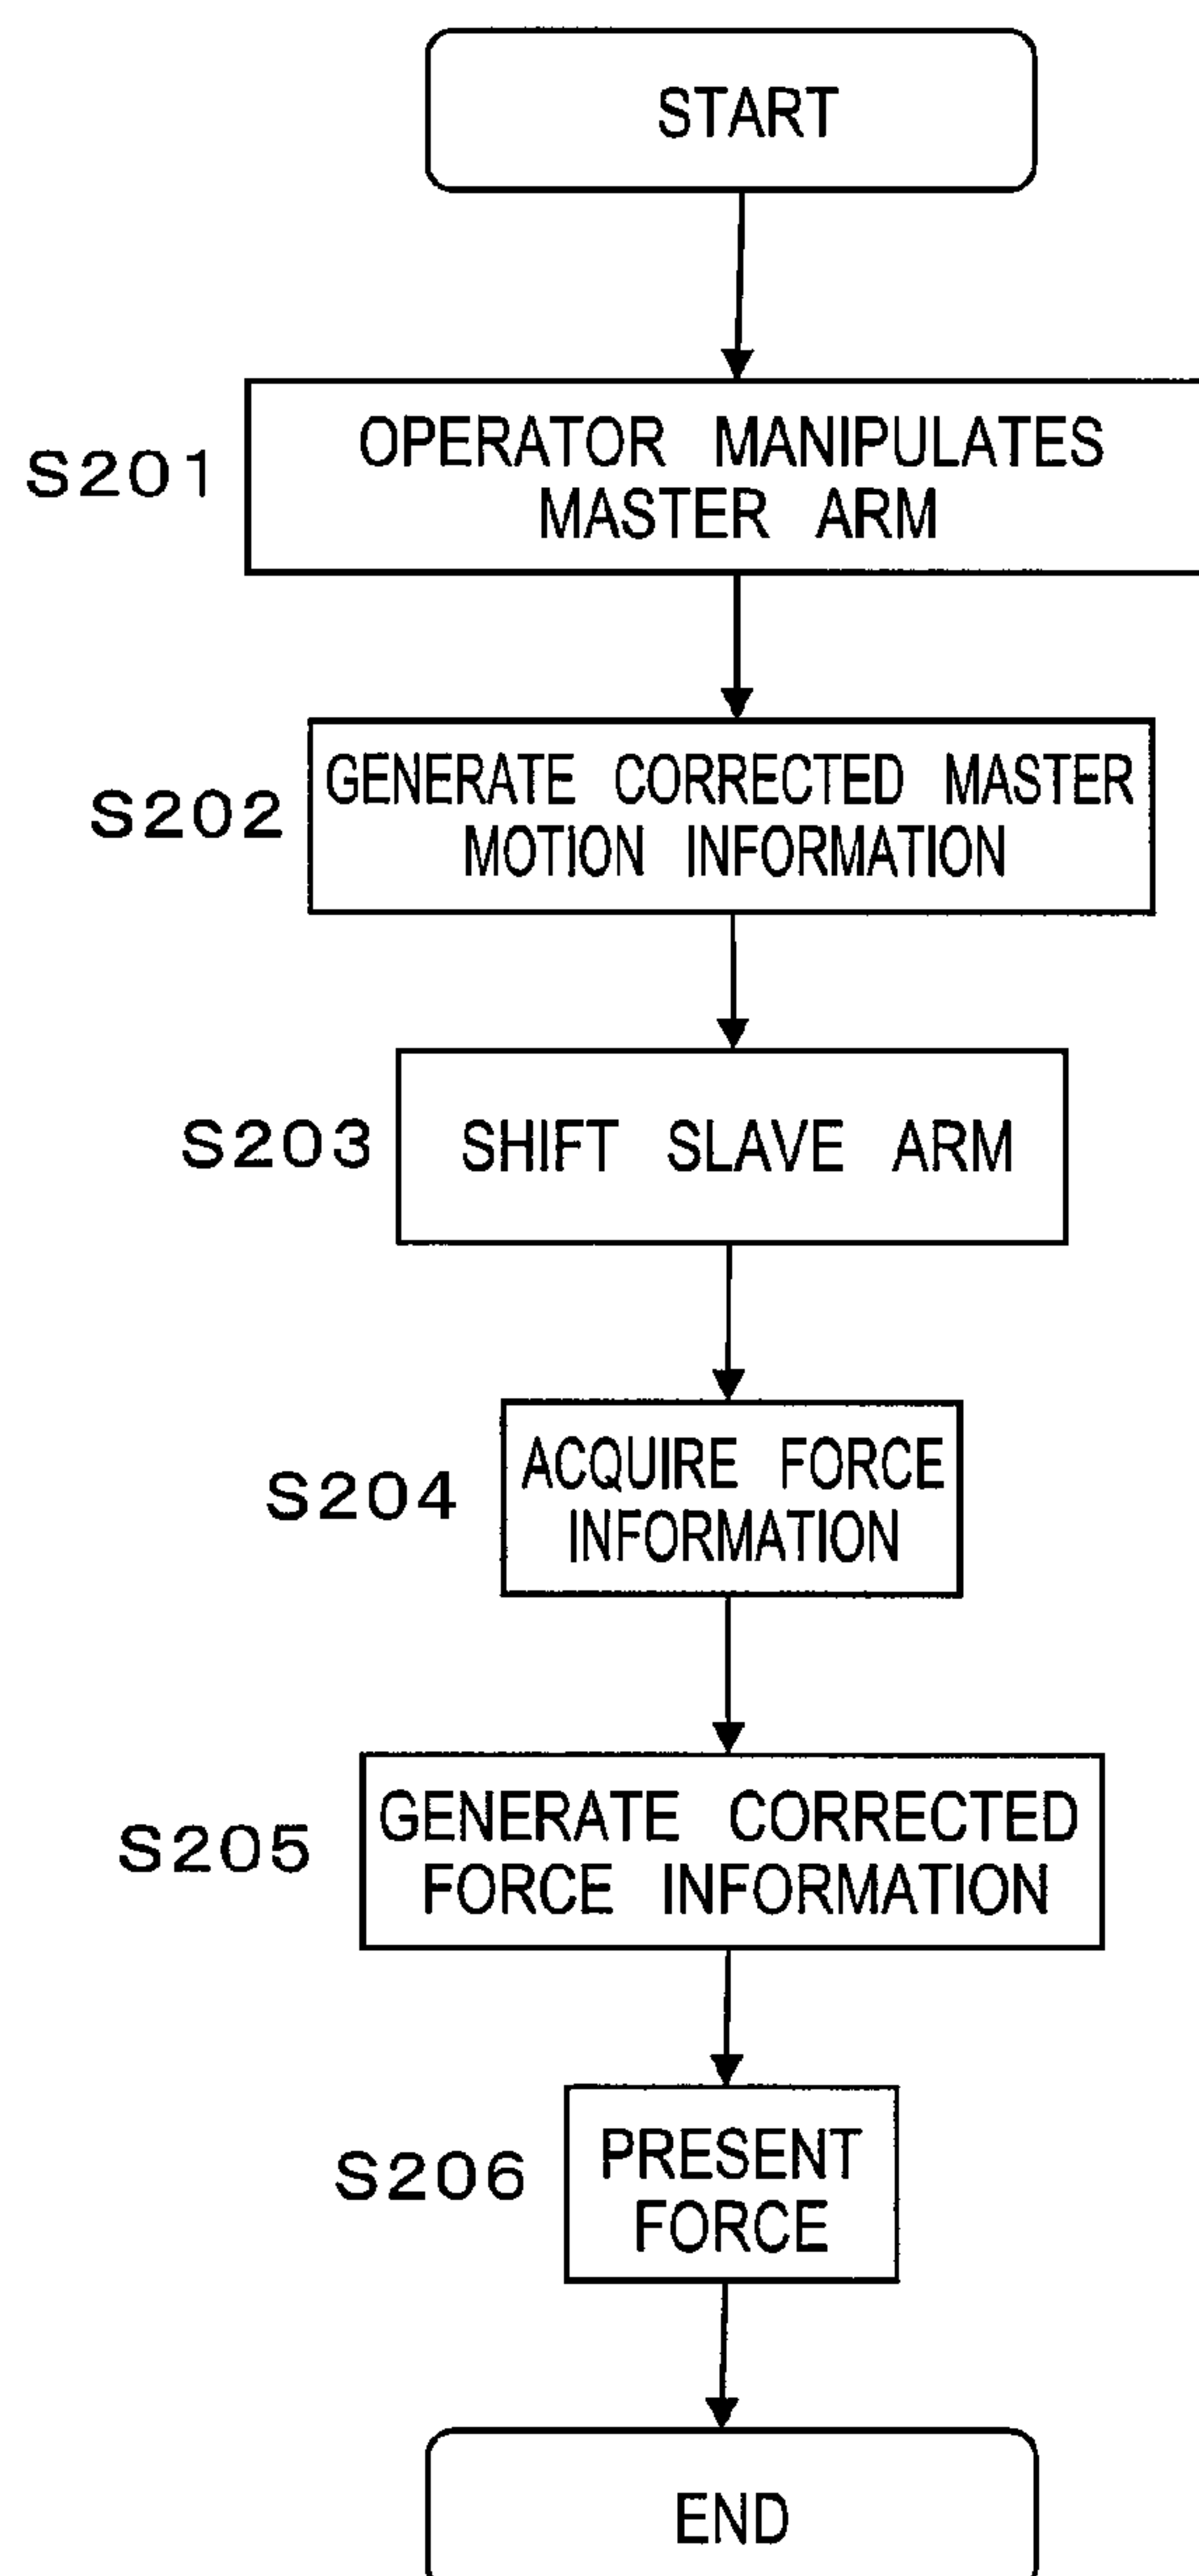 START
S201
OPERATOR MANIPULATES
MASTER ARM
S202
GENERATE CORRECTED MASTER
MOTION INFORMATION
S203
SHIFT SLAVE ARM
S204
ACQUIRE FORCE
INFORMATION
S205
GENERATE CORRECTED
FORCE INFORMATION
S206
PRESENT
FORCE
END